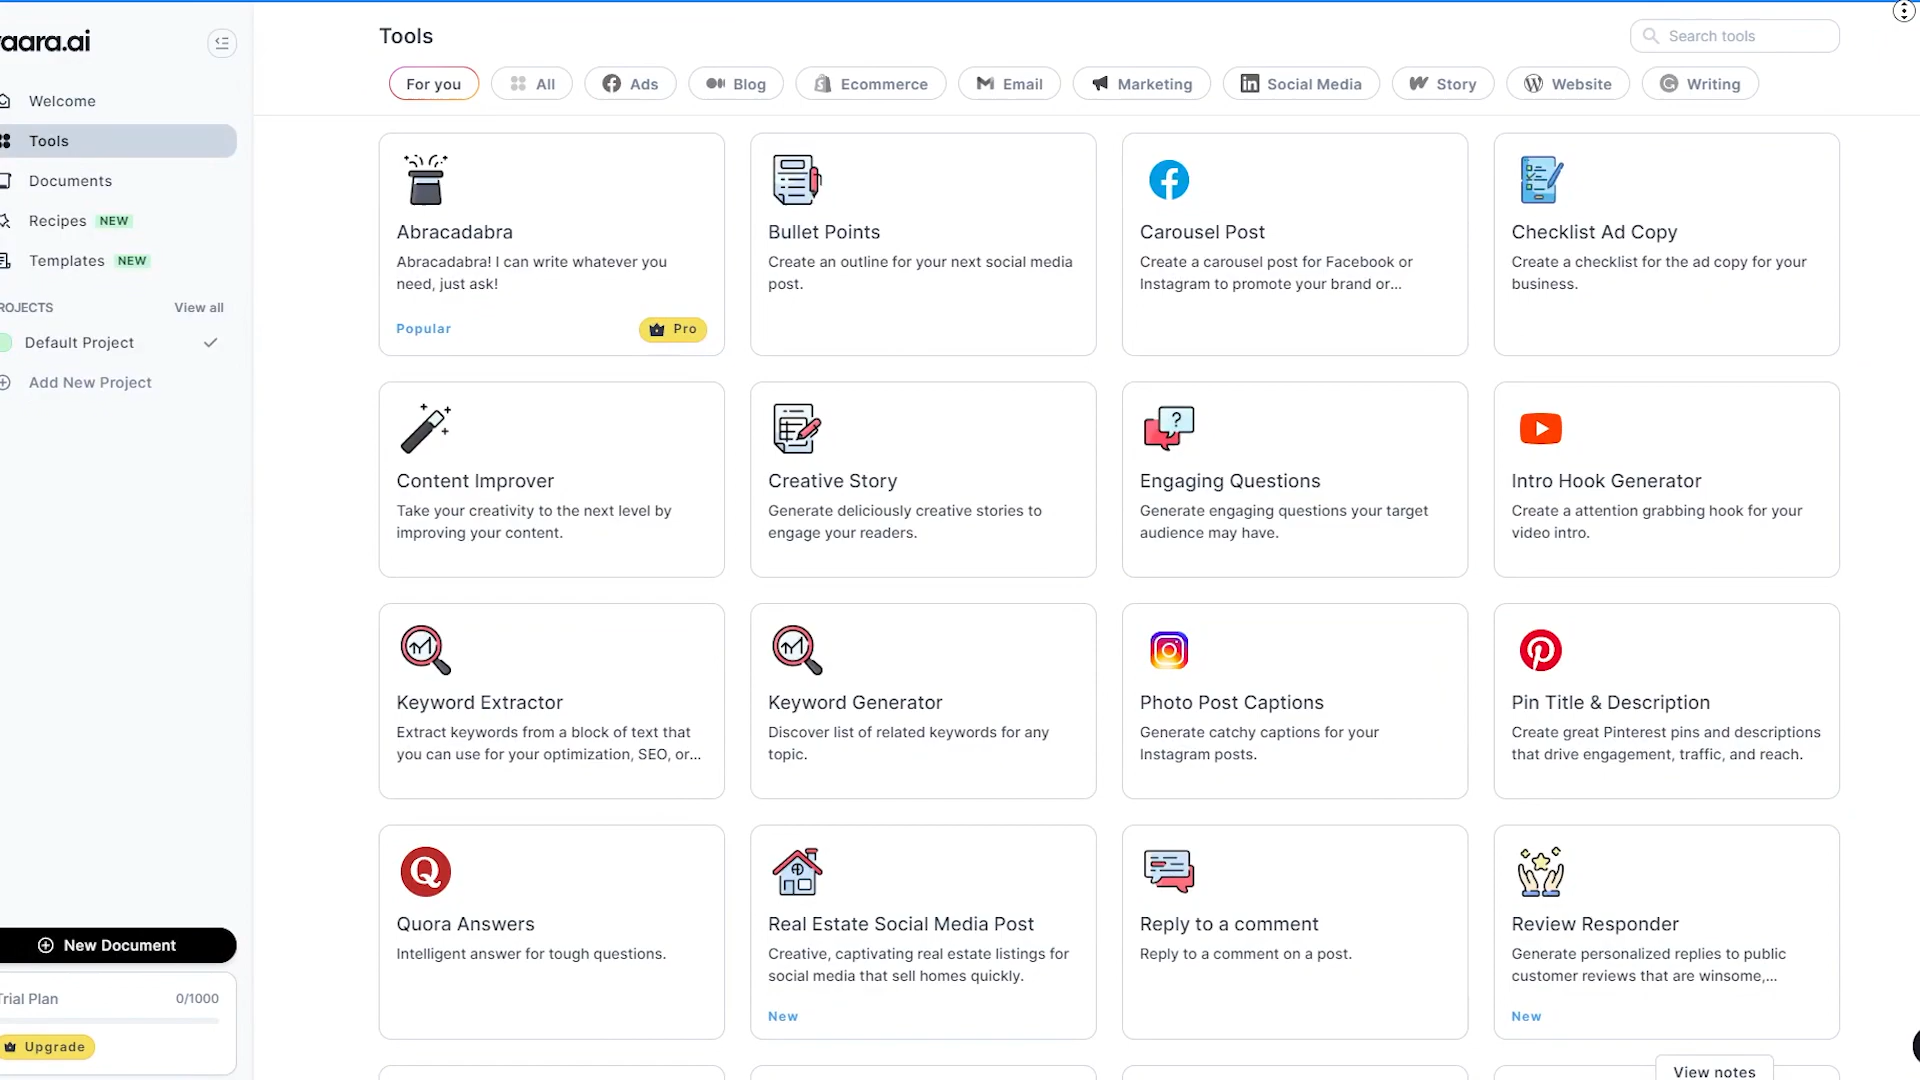 aara.ai
Welcome
Tools
Documents
Recipes NEW
Templates NEW
ROJECTS View all
Default Project
Add New Project
New Document
Trial Plan 0/1000
Upgrade
Tools
Search tools
For you All Ads Blog Ecommerce Email Marketing Social Media Story Website Writing
Abracadabra
Abracadabra! I can write whatever you
need, just ask!
Popular Pro
Bullet Points
Create an outline for your next social media
post.
Carousel Post
Create a carousel post for Facebook or
Instagram to promote your brand or...
Checklist Ad Copy
Create a checklist for the ad copy for your
business.
Content Improver
Take your creativity to the next level by
improving your content.
Creative Story
Generate deliciously creative stories to
engage your readers.
Engaging Questions
Generate engaging questions your target
audience may have.
Intro Hook Generator
Create a attention grabbing hook for your
video intro.
Keyword Extractor
Extract keywords from a block of text that
you can use for your optimization, SEO, or...
Keyword Generator
Discover list of related keywords for any
topic.
Photo Post Captions
Generate catchy captions for your
Instagram posts.
Pin Title & Description
Create great Pinterest pins and descriptions
that drive engagement, traffic, and reach.
Quora Answers
Intelligent answer for tough questions.
Real Estate Social Media Post
Creative, captivating real estate listings for
social media that sell homes quickly.
New
Reply to a comment
Reply to a comment on a post.
Review Responder
Generate personalized replies to public
customer reviews that are winsome,...
New
View notes